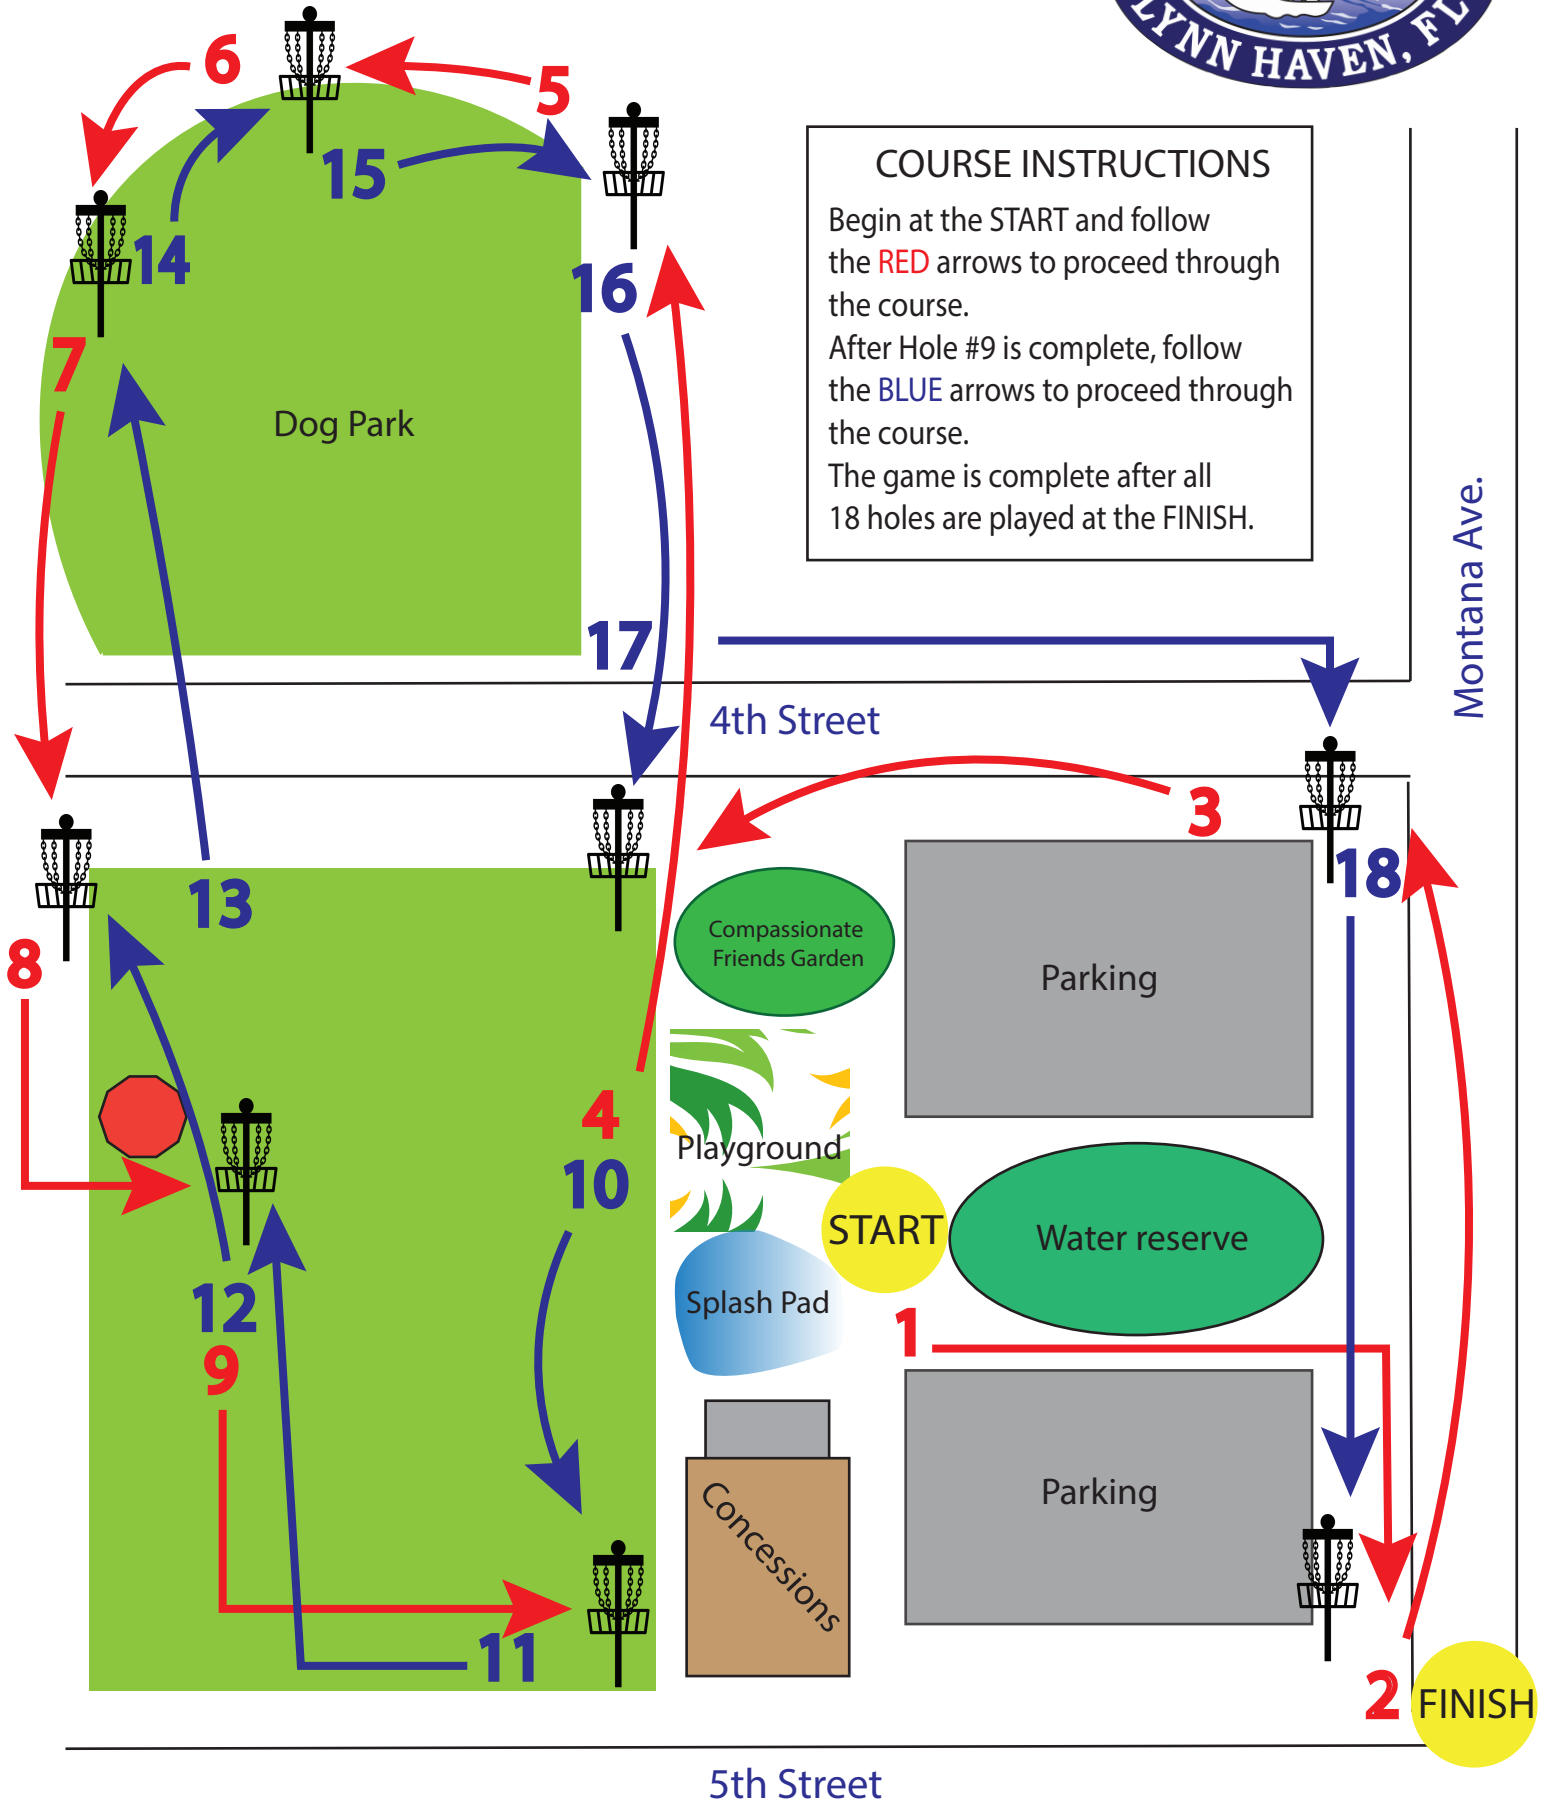 LYNN HAVEN, FL
6
5
15
14
16
7
COURSE INSTRUCTIONS
Begin at the START and follow
the RED arrows to proceed through
the course.
After Hole #9 is complete, follow
the BLUE arrows to proceed through
the course.
The game is complete after all
18 holes are played at the FINISH.
Dog Park
Montana Ave.
17
4th Street
3
18
13
8
Compassionate
Friends Garden
Parking
4
Playground
10
START
Water reserve
12
Splash Pad
1
9
Concessions
Parking
11
2
FINISH
5th Street